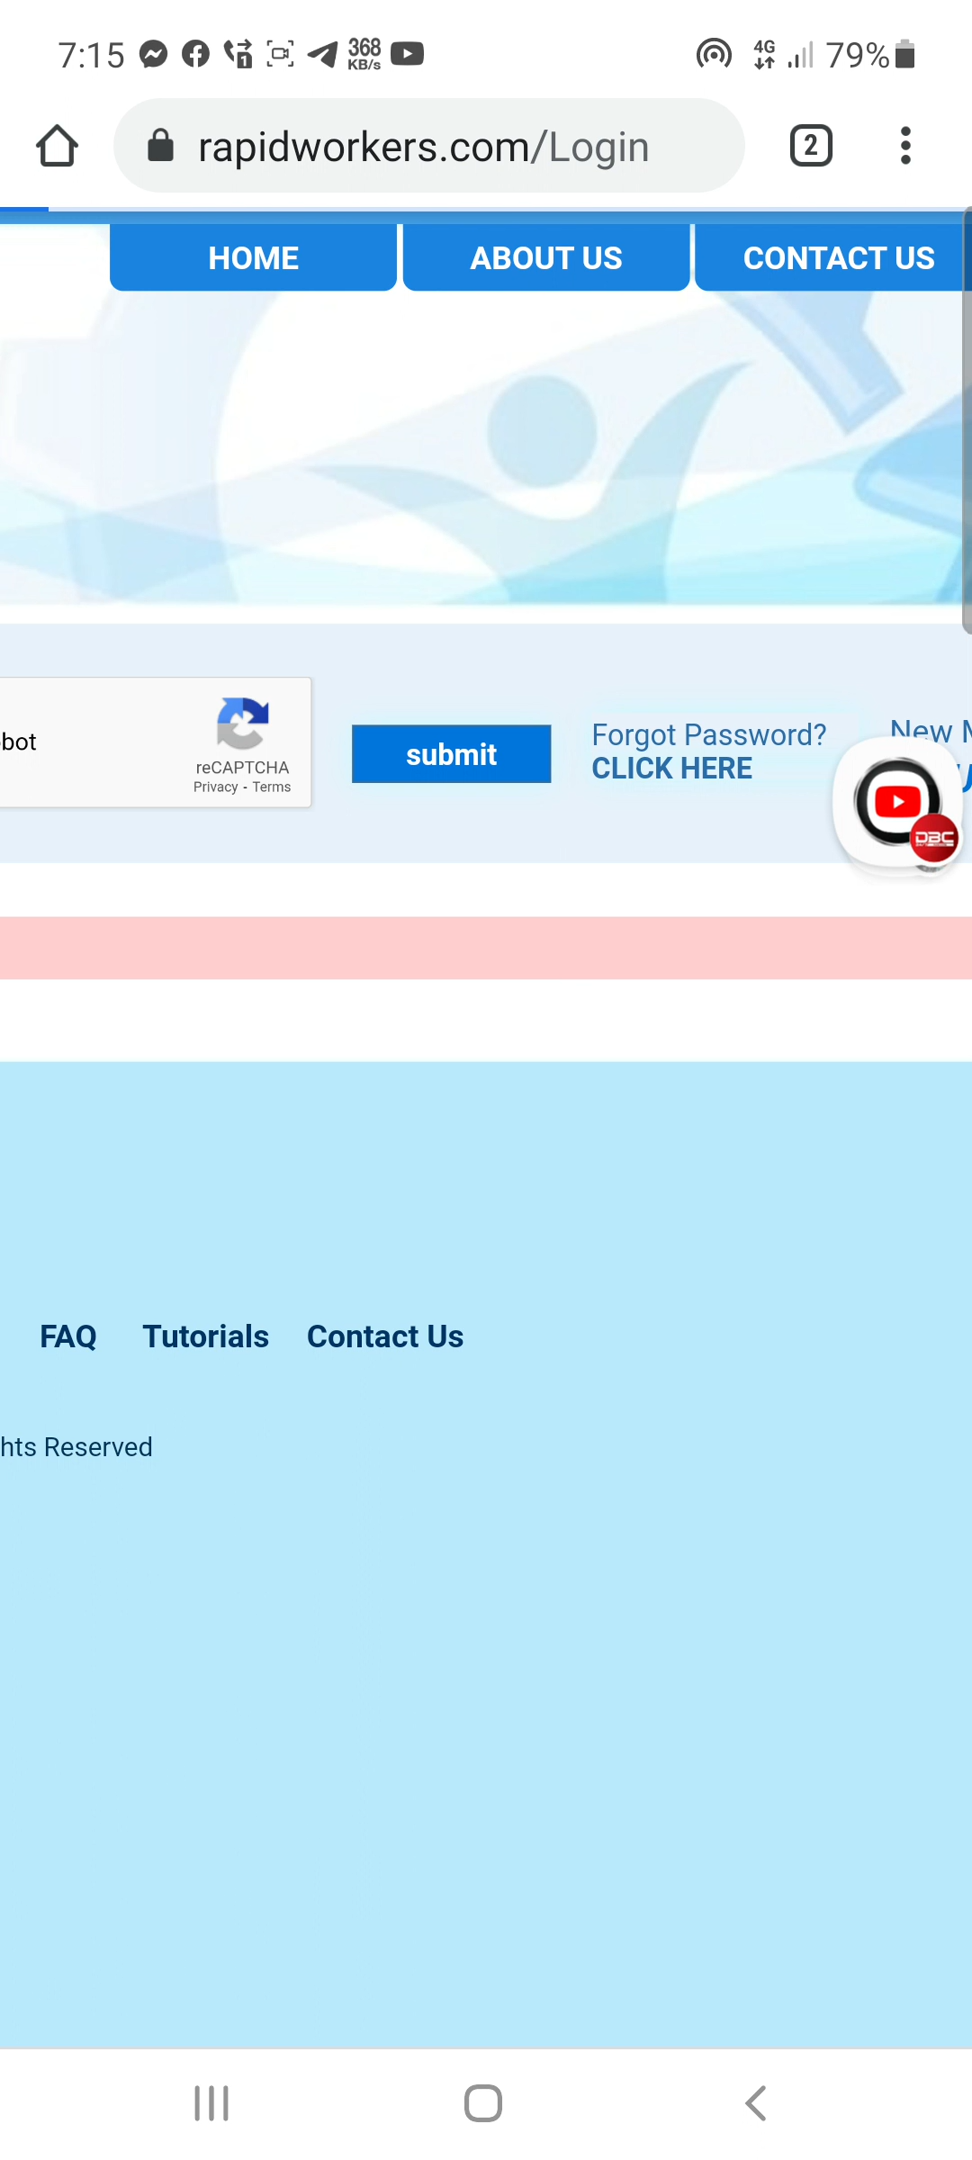 7:15 1 368 KB/s 4G 79%
rapidworkers.com/Login 2
HOME ABOUT US CONTACT US
bot
reCAPTCHA
Privacy - Terms
submit
Forgot Password?
CLICK HERE
New
DBC
FAQ Tutorials Contact Us
hts Reserved